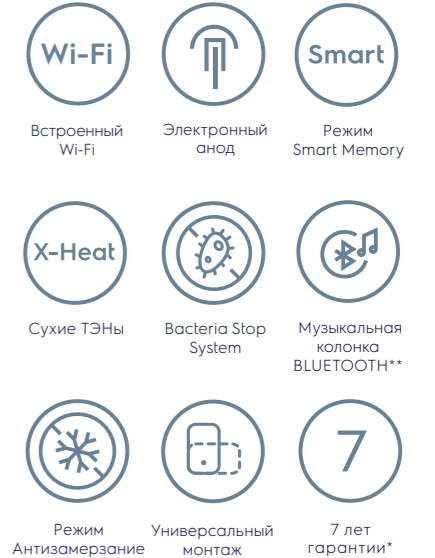 Wi-Fi
Встроенный
Wi-Fi
Электронный
анод
Smart
Режим
Smart Memory
X-Heat
Сухие ТЭНы
Bacteria Stop
System
Музыкальная
колонка
BLUETOOTH**
Режим
Антизамерзание
Универсальный
монтаж
7
7 лет
гарантии*